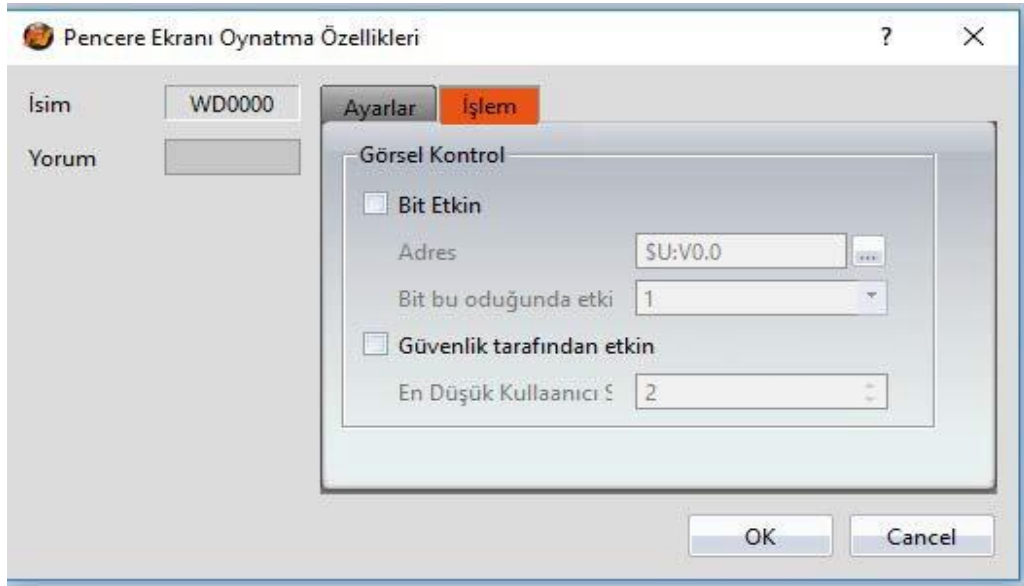 Pencere Ekranı Oynatma Özellikleri ?
İsim WD0000
Yorum
Ayarlar İşlem
Görsel Kontrol
Bit Etkin
Adres $U:V0.0 ...
Bit bu oduğunda etki 1
Güvenlik tarafından etkin
En Düşük Kullaanıcı S 2
OK Cancel